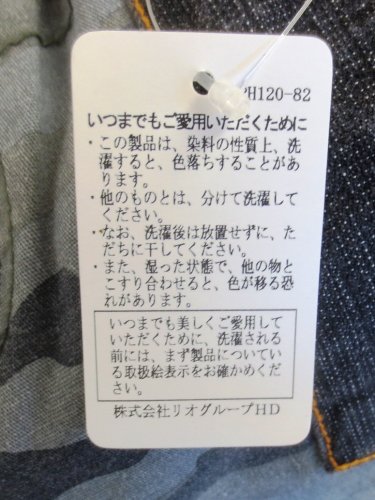 PH120-82
いつまでもご愛用いただくために
・この製品は、染料の性質上、洗
濯すると、色落ちすることがあ
ります。
・他のものとは、分けて洗濯して
ください。
・なお、洗濯後は放置せずに、た
だちに干してください。
・また、湿った状態で、他の物と
こすり合わせると、色が移る恐
れがあります。
いつまでも美しくご愛用して
いただくために、洗濯される
前には、まず製品についている
取扱絵表示をお確かめくだ
さい。
株式会社リオグループHD